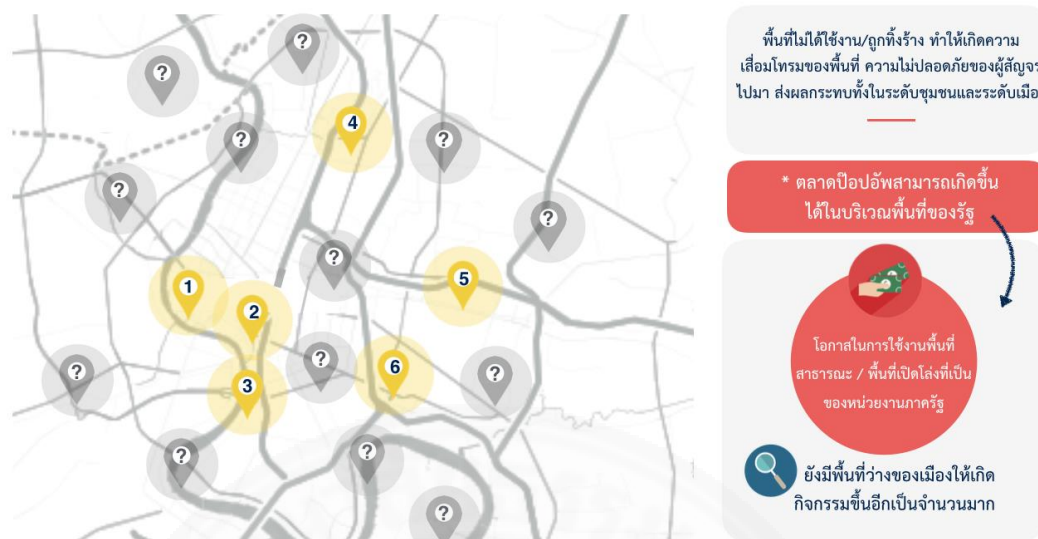 ?
?
4
?
?
?
?
?
1
5
2
?
6
?
?
3
?
?
?
พื้นที่ไม่ได้ใช้งาน/ถูกทิ้งร้าง ทำให้เกิดความ
เสื่อมโทรมของพื้นที่ ความไม่ปลอดภัยของผู้สัญจร
ไปมา ส่งผลกระทบทั้งในระดับชุมชนและระดับเมือ
* ตลาดป๊อปอัพสามารถเกิดขึ้น
ได้ในบริเวณพื้นที่ของรัฐ
โอกาสในการใช้งานพื้นที่
สาธารณะ / พื้นที่เปิดโล่งที่เป็น
ของหน่วยงานภาครัฐ
ยังมีพื้นที่ว่างของเมืองให้เกิด
กิจกรรมขึ้นอีกเป็นจำนวนมาก